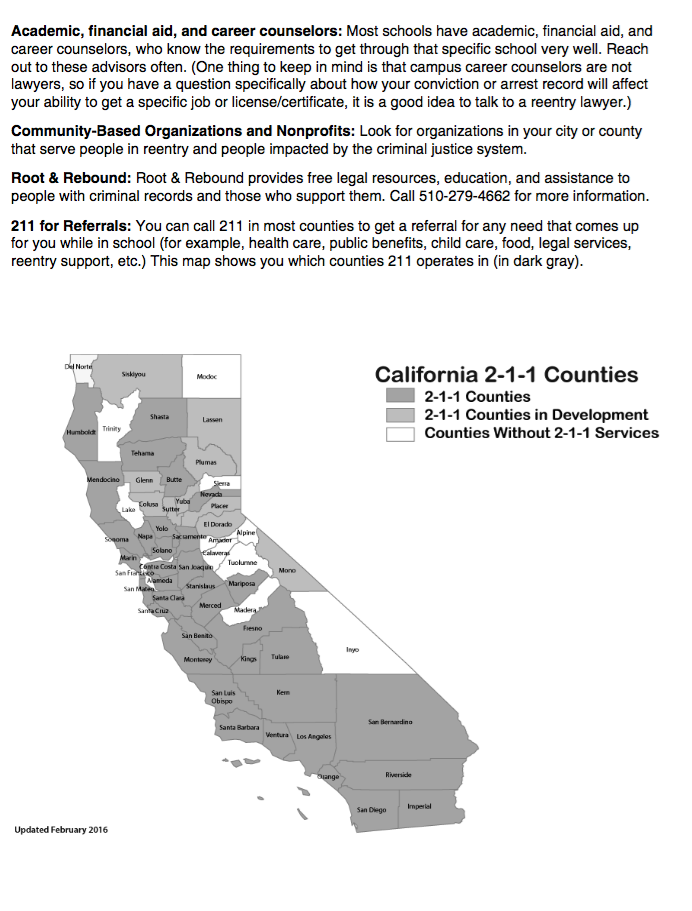 Academic, financial aid, and career counselors: Most schools have academic, financial aid, and
career counselors, who know the requirements to get through that specific school very well. Reach
out to these advisors often. (One thing to keep in mind is that campus career counselors are not
lawyers, so if you have a question specifically about how your conviction or arrest record will affect
your ability to get a specific job or license/certificate, it is a good idea to talk to a reentry lawyer.)
Community-Based Organizations and Nonprofits: Look for organizations in your city or county
that serve people in reentry and people impacted by the criminal justice system.
Root & Rebound: Root & Rebound provides free legal resources, education, and assistance to
people with criminal records and those who support them. Call 510-279-4662 for more information.
211 for Referrals: You can call 211 in most counties to get a referral for any need that comes up
for you while in school (for example, health care, public benefits, child care, food, legal services,
reentry support, etc.) This map shows you which counties 211 operates in (in dark gray).
California 2-1-1 Counties
2-1-1 Counties
2-1-1 Counties in Development
Counties Without 2-1-1 Services
Del Norte
Siskiyou
Modoc
Humboldt
Trinity
Shasta
Lassen
Tehama
Plumas
Mendocino
Glenn
Butte
Sierra
Nevada
Lake
Colusa
Sutter
Yuba
Placer
El Dorado
Sonoma
Napa
Yolo
Sacramento
Amador
Alpine
Marin
Solano
Calaveras
Tuolumne
Mono
San Francisco
Contra Costa
San Joaquin
Alameda
San Mateo
Stanislaus
Mariposa
Santa Clara
Santa Cruz
Merced
Madera
Fresno
San Benito
Monterey
Kings
Tulare
Inyo
San Luis
Obispo
Kern
San Bernardino
Santa Barbara
Ventura
Los Angeles
Orange
Riverside
San Diego
Imperial
Updated February 2016